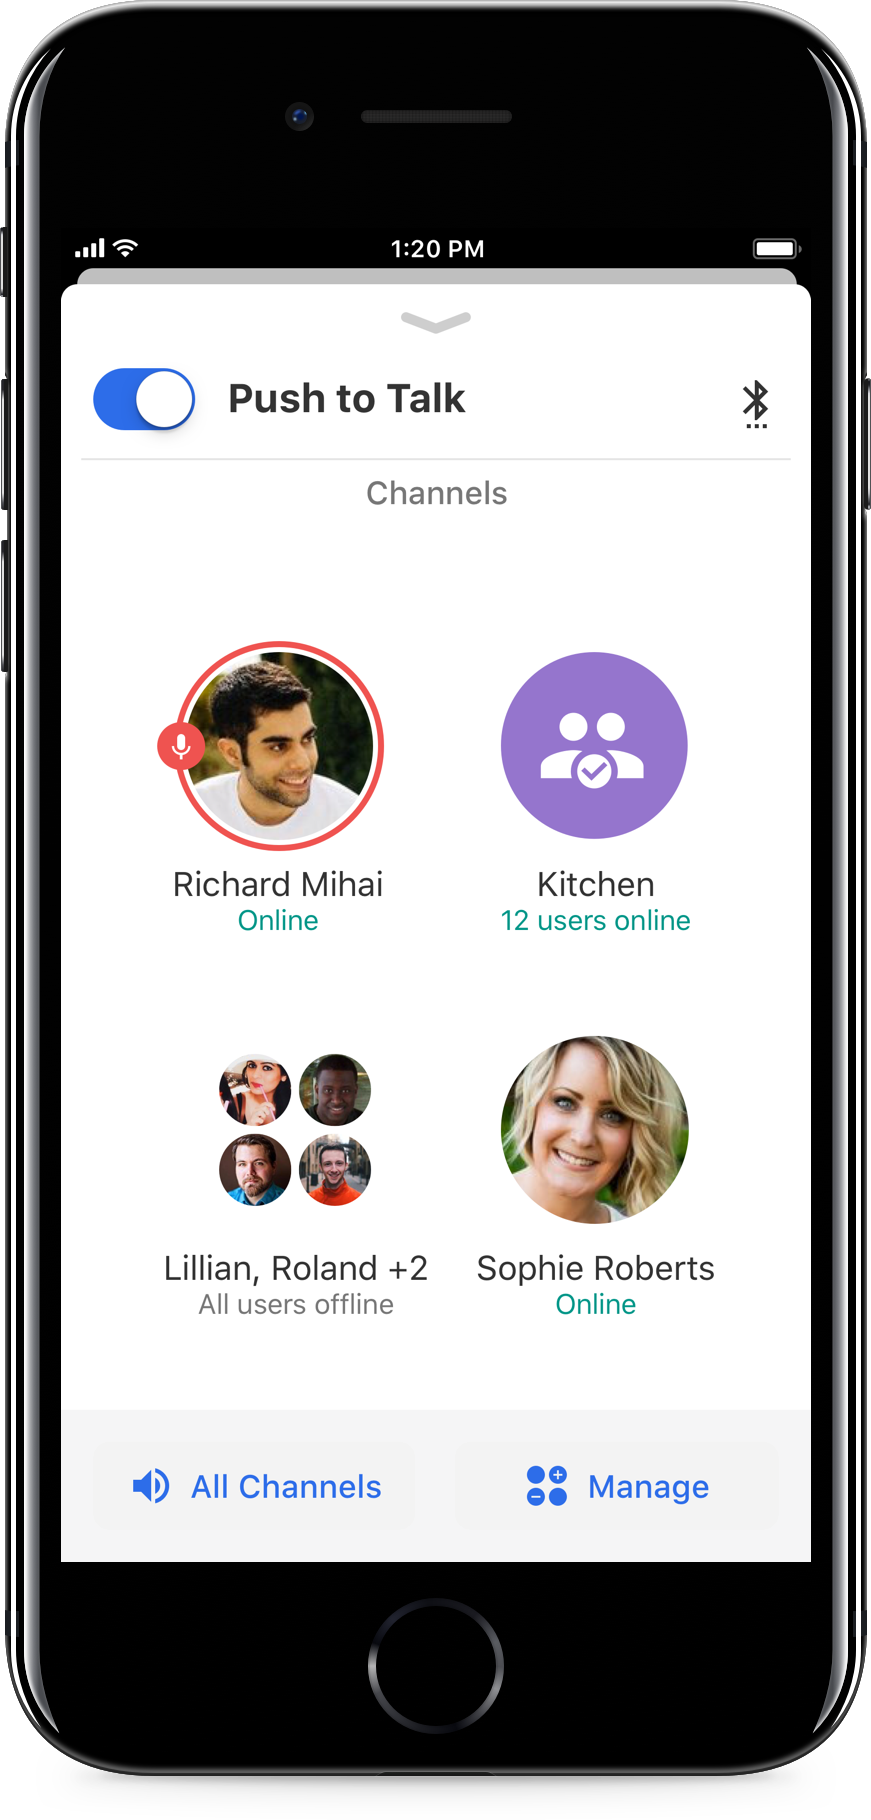 1:20 PM
Push to Talk
Channels
Richard Mihai
Online
Kitchen
12 users online
Lillian, Roland +2
All users offline
Sophie Roberts
Online
All Channels
Manage